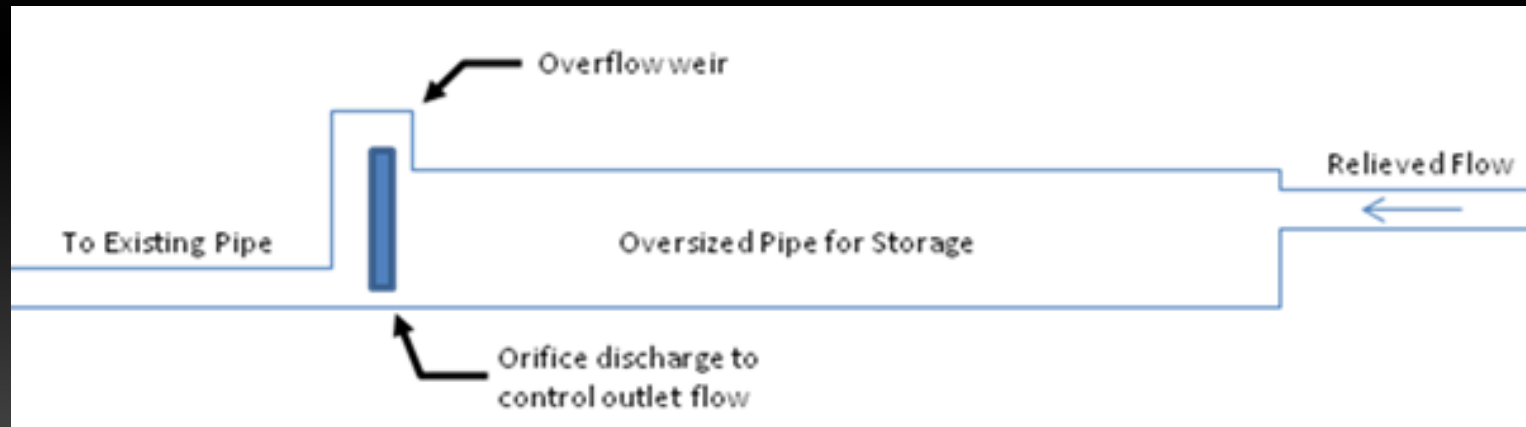 Overflow weir
Relieved Flow
To Existing Pipe
Oversized Pipe for Storage
Orifice discharge to
control outlet flow